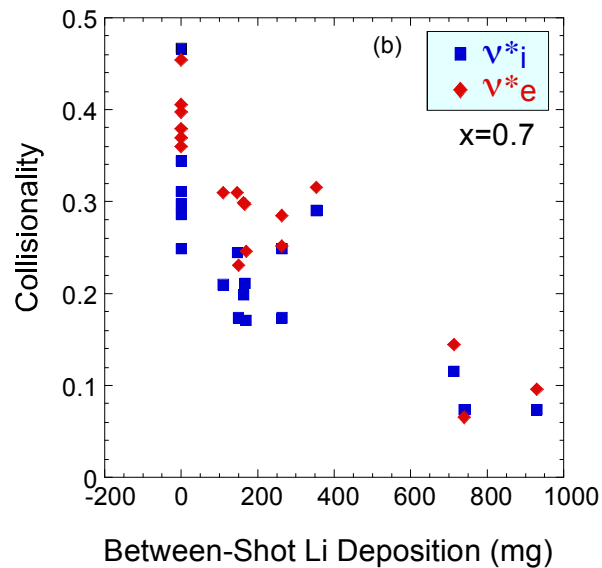 0.5
(b)
ν*i
ν*e
x=0.7
0.4
0.3
0.2
0.1
0
Collisionality
-200 0 200 400 600 800 1000
Between-Shot Li Deposition (mg)